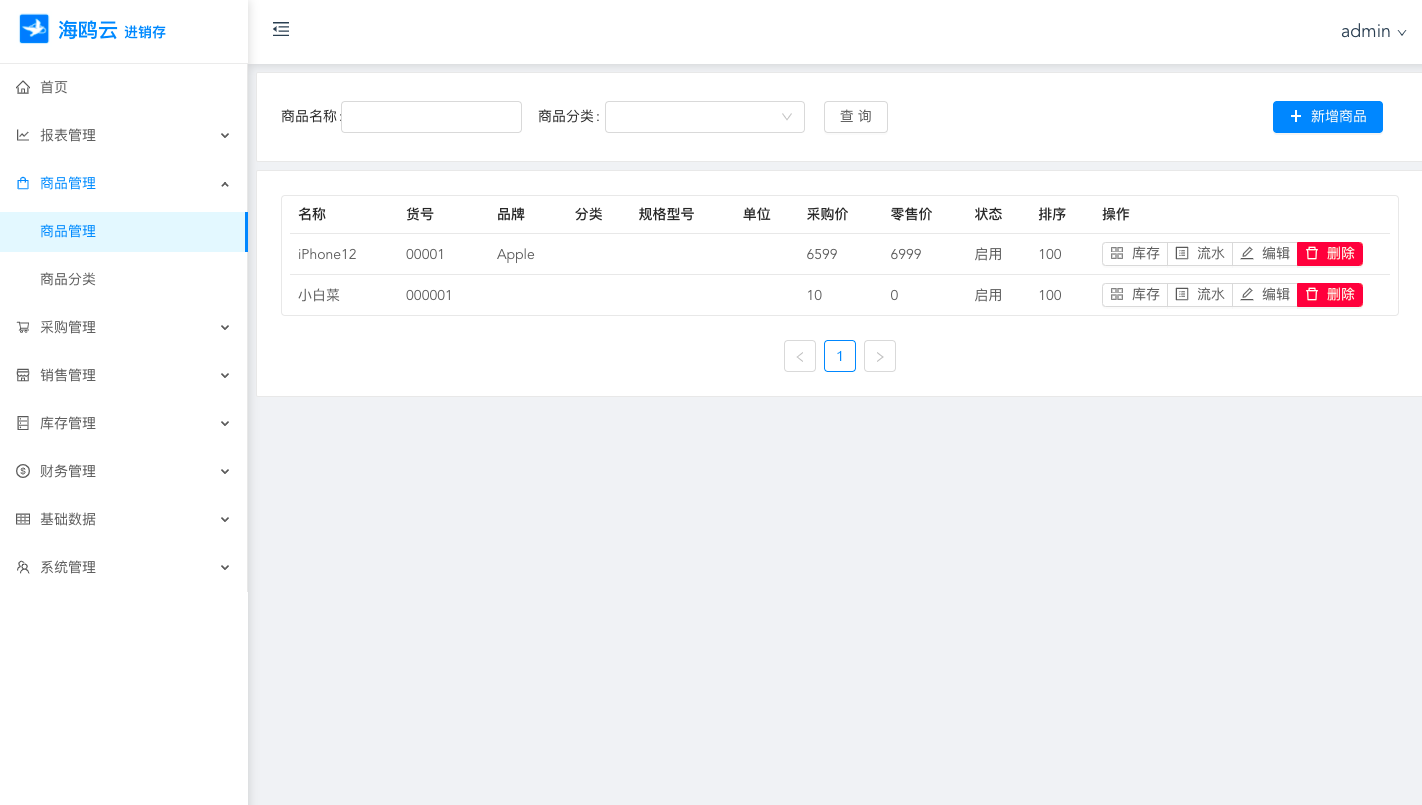 海鸥云 进销存
admin
首页
报表管理
商品管理
商品管理
商品分类
采购管理
销售管理
库存管理
财务管理
基础数据
系统管理
商品名称: 商品分类: 查 询 新增商品
名称 货号 品牌 分类 规格型号 单位 采购价 零售价 状态 排序 操作
iPhone12 00001 Apple 6599 6999 启用 100 库存 流水 编辑 删除
小白菜 000001 10 0 启用 100 库存 流水 编辑 删除
1